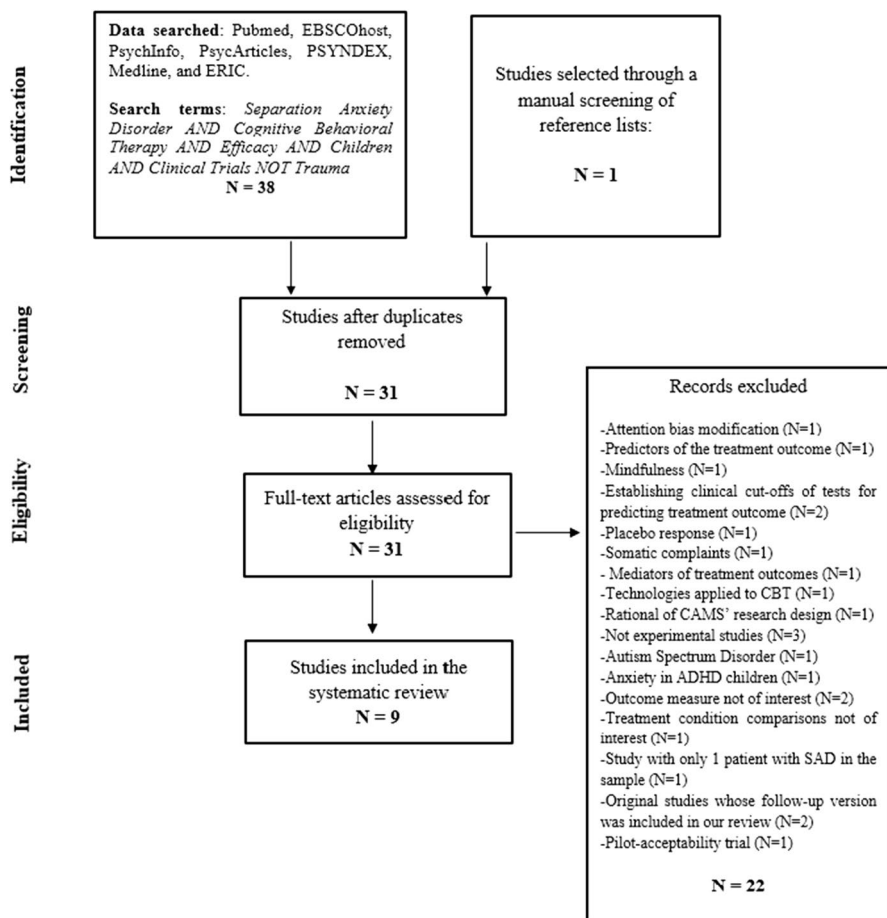 Identification
Data searched: Pubmed, EBSCOhost,
PsychInfo, PsycArticles, PSYNDEX,
Medline, and ERIC.
Search terms: Separation Anxiety
Disorder AND Cognitive Behavioral
Therapy AND Efficacy AND Children
AND Clinical Trials NOT Trauma
N = 38
Studies selected through a
manual screening of
reference lists:
N = 1
Screening
Studies after duplicates
removed
N = 31
Eligibility
Full-text articles assessed for
eligibility
N = 31
Records excluded
-Attention bias modification (N=1)
-Predictors of the treatment outcome (N=1)
-Mindfulness (N=1)
-Establishing clinical cut-offs of tests for
predicting treatment outcome (N=2)
-Placebo response (N=1)
-Somatic complaints (N=1)
- Mediators of treatment outcomes (N=1)
-Technologies applied to CBT (N=1)
-Rational of CAMS' research design (N=1)
-Not experimental studies (N=3)
-Autism Spectrum Disorder (N=1)
-Anxiety in ADHD children (N=1)
-Outcome measure not of interest (N=2)
-Treatment condition comparisons not of
interest (N=1)
-Study with only 1 patient with SAD in the
sample (N=1)
-Original studies whose follow-up version
was included in our review (N=2)
-Pilot-acceptability trial (N=1)
N = 22
Included
Studies included in the
systematic review
N = 9